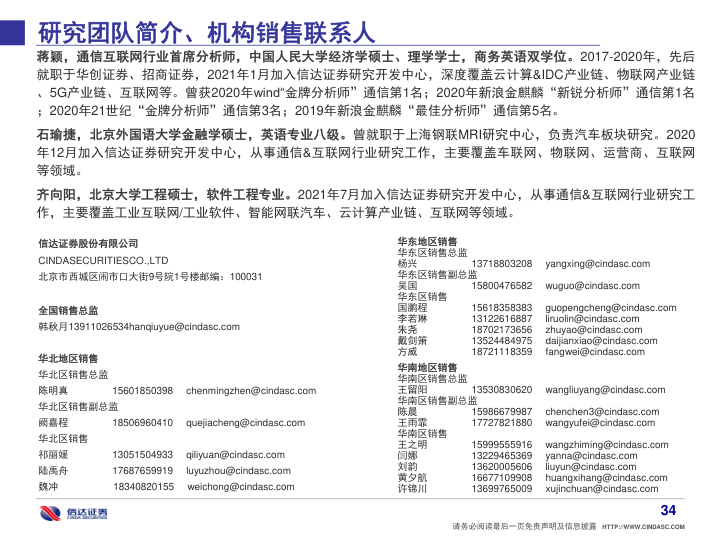 研究团队简介、机构销售联系人
蒋颖，通信互联网行业首席分析师，中国人民大学经济学硕士、理学学士，商务英语双学位。2017-2020年，先后
就职于华创证券、招商证券，2021年1月加入信达证券研究开发中心，深度覆盖云计算&IDC产业链、物联网产业链
、5G产业链、互联网等。曾获2020年wind“金牌分析师”通信第1名；2020年新浪金麒麟“新锐分析师”通信第1名
；2020年21世纪“金牌分析师”通信第3名；2019年新浪金麒麟“最佳分析师”通信第5名。
石瑜捷，北京外国语大学金融学硕士，英语专业八级。曾就职于上海钢联MRI研究中心，负责汽车板块研究。2020
年12月加入信达证券研究开发中心，从事通信&互联网行业研究工作，主要覆盖车联网、物联网、运营商、互联网
等领域。
齐向阳，北京大学工程硕士，软件工程专业。2021年7月加入信达证券研究开发中心，从事通信&互联网行业研究工
作，主要覆盖工业互联网/工业软件、智能网联汽车、云计算产业链、互联网等领域。
信达证券股份有限公司
CINDASECURITIESCO.,LTD
北京市西城区闹市口大街9号院1号楼邮编：100031
全国销售总监
韩秋月13911026534hanqiuyue@cindasc.com
华北地区销售
华北区销售总监
陈明真 15601850398 chenmingzhen@cindasc.com
华北区销售副总监
阙嘉程 18506960410 quejiacheng@cindasc.com
华北区销售
祁丽媛 13051504933 qiliyuan@cindasc.com
陆禹舟 17687659919 luyuzhou@cindasc.com
魏冲 18340820155 weichong@cindasc.com
华东地区销售
华东区销售总监
杨兴 13718803208 yangxing@cindasc.com
华东区销售副总监
吴国 15800476582 wuguo@cindasc.com
华东区销售
国鹏程 15618358383 guopengcheng@cindasc.com
李若琳 13122616887 liruolin@cindasc.com
朱尧 18702173656 zhuyao@cindasc.com
戴剑箫 13524484975 daijianxiao@cindasc.com
方威 18721118359 fangwei@cindasc.com
华南地区销售
华南区销售总监
王留阳 13530830620 wangliuyang@cindasc.com
华南区销售副总监
陈晨 15986679987 chenchen3@cindasc.com
王雨霏 17727821880 wangyufei@cindasc.com
华南区销售
王之明 15999555916 wangzhiming@cindasc.com
闫娜 13229465369 yanna@cindasc.com
刘韵 13620005606 liuyun@cindasc.com
黄夕航 16677109908 huangxihang@cindasc.com
许锦川 13699765009 xujinchuan@cindasc.com
信达证券
CINDA SECURITIES
34
请务必阅读最后一页免责声明及信息披露 HTTP://WWW.CINDASC.COM